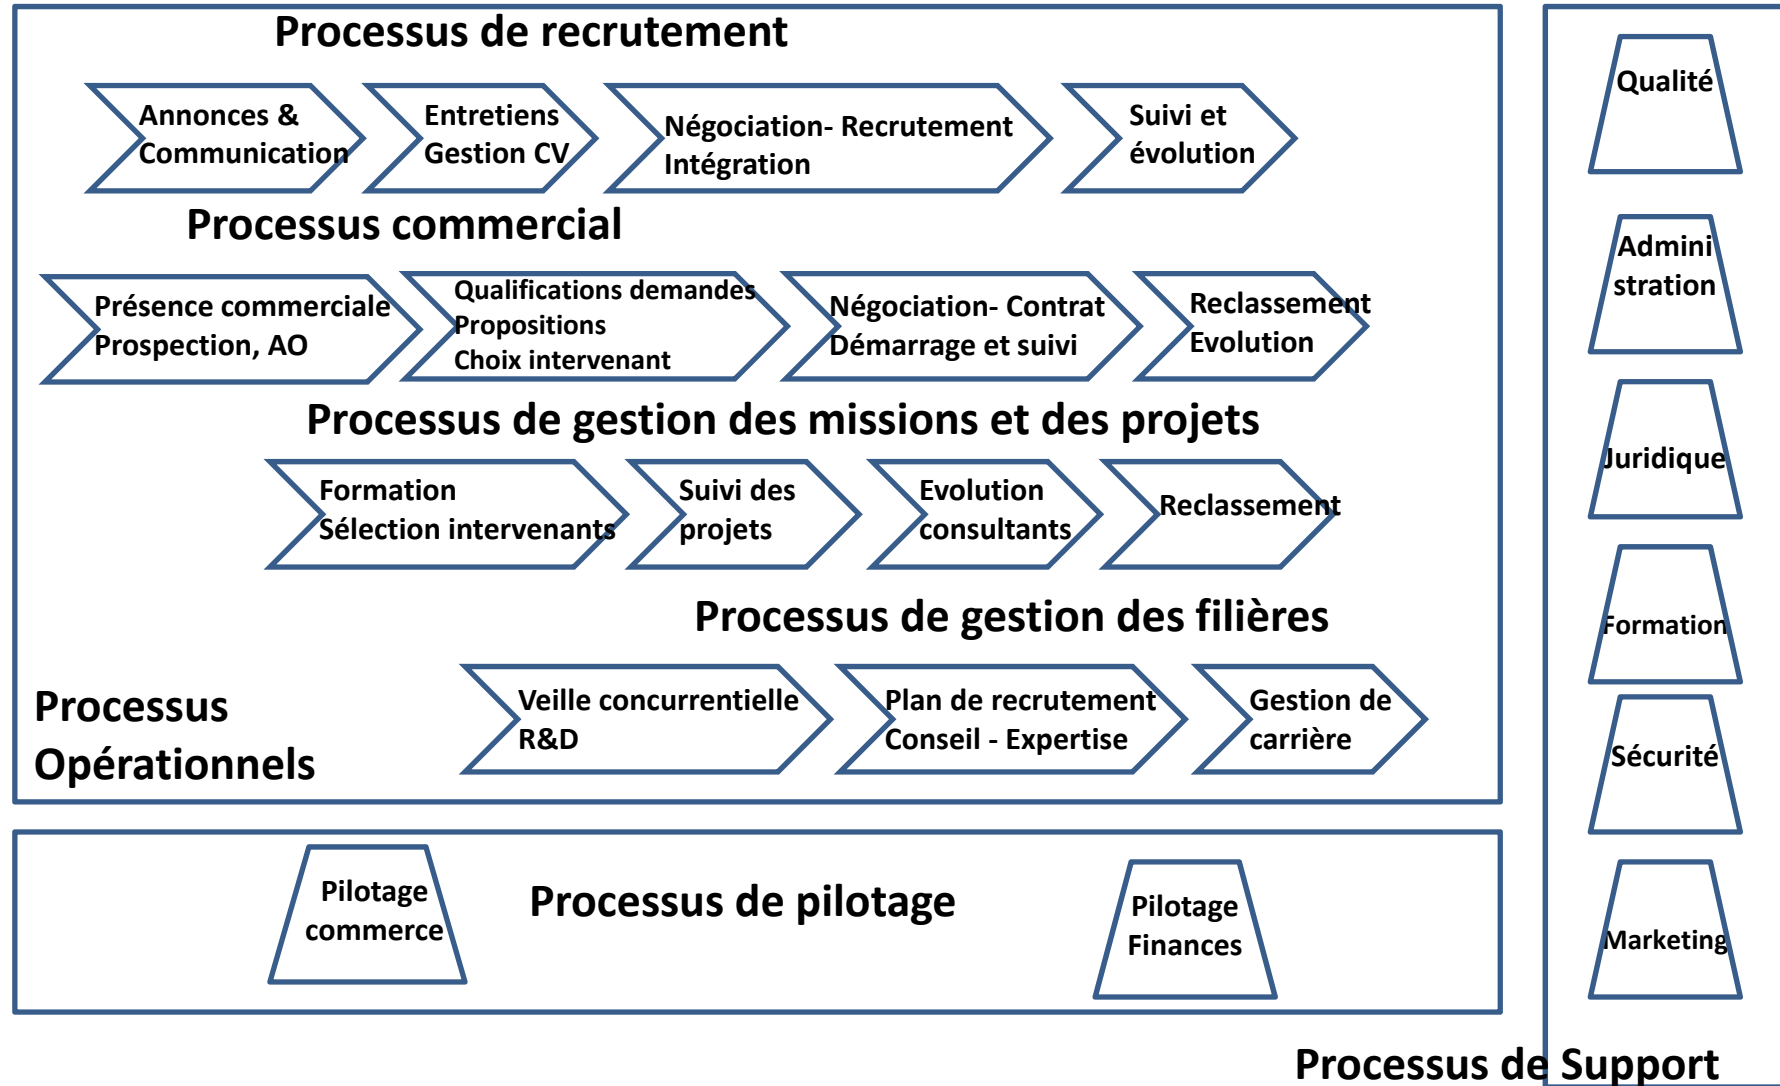 Processus de recrutement
Annonces &
Communication
Entretiens
Gestion CV
Négociation- Recrutement
Intégration
Suivi et
évolution
Processus commercial
Présence commerciale
Prospection, AO
Qualifications demandes
Propositions
Choix intervenant
Négociation- Contrat
Démarrage et suivi
Reclassement
Evolution
Processus de gestion des missions et des projets
Formation
Sélection intervenants
Suivi des
projets
Evolution
consultants
Reclassement
Processus de gestion des filières
Veille concurrentielle
R&D
Plan de recrutement
Conseil - Expertise
Gestion de
carrière
Processus
Opérationnels
Pilotage
commerce
Processus de pilotage
Pilotage
Finances
Qualité
Admini
stration
Juridique
Formation
Sécurité
Marketing
Processus de Support